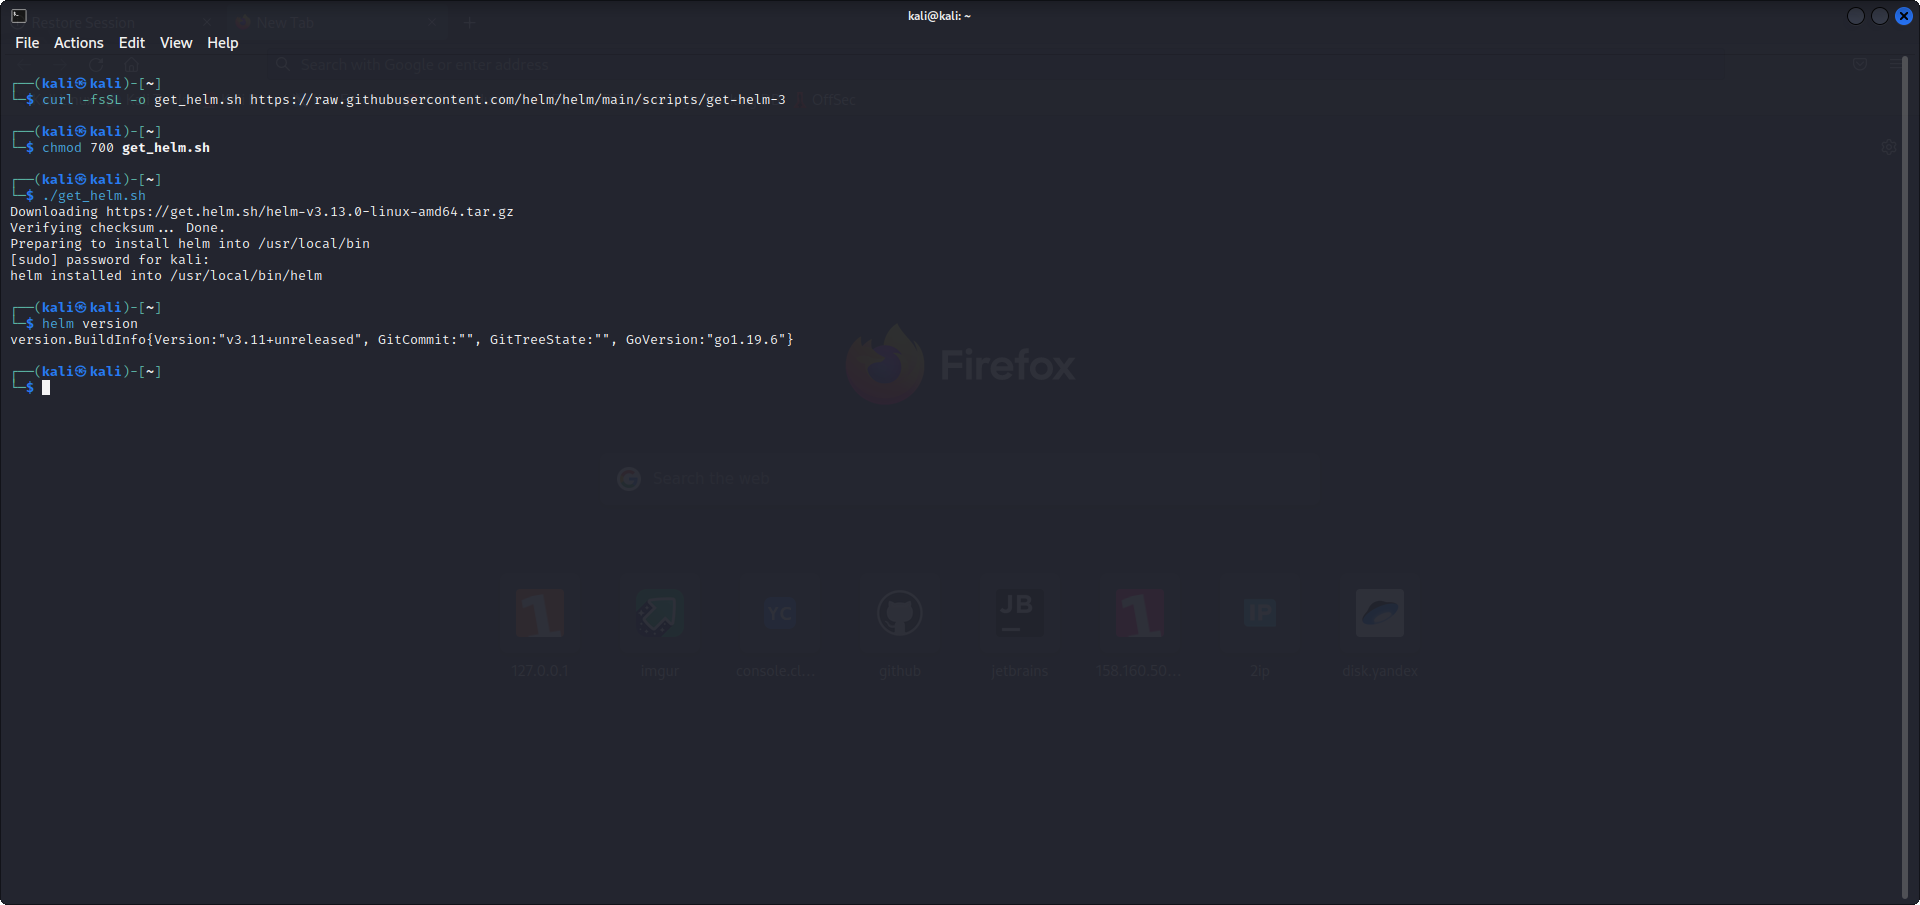 Restore Session
New Tab
kali@kali: ~
File Actions Edit View Help
Search with Google or enter address
┌──(kali㉿kali)-[~]
└─$ curl -fsSL -o get_helm.sh https://raw.githubusercontent.com/helm/helm/main/scripts/get-helm-3
OffSec
┌──(kali㉿kali)-[~]
└─$ chmod 700 get_helm.sh
┌──(kali㉿kali)-[~]
└─$ ./get_helm.sh
Downloading https://get.helm.sh/helm-v3.13.0-linux-amd64.tar.gz
Verifying checksum... Done.
Preparing to install helm into /usr/local/bin
[sudo] password for kali:
helm installed into /usr/local/bin/helm
┌──(kali㉿kali)-[~]
└─$ helm version
version.BuildInfo{Version:"v3.11+unreleased", GitCommit:"", GitTreeState:"", GoVersion:"go1.19.6"}
┌──(kali㉿kali)-[~]
└─$
Firefox
Search the web
YC
JB
IP
127.0.0.1
imgur
console.cl...
github
jetbrains
158.160.50...
2ip
disk.yandex